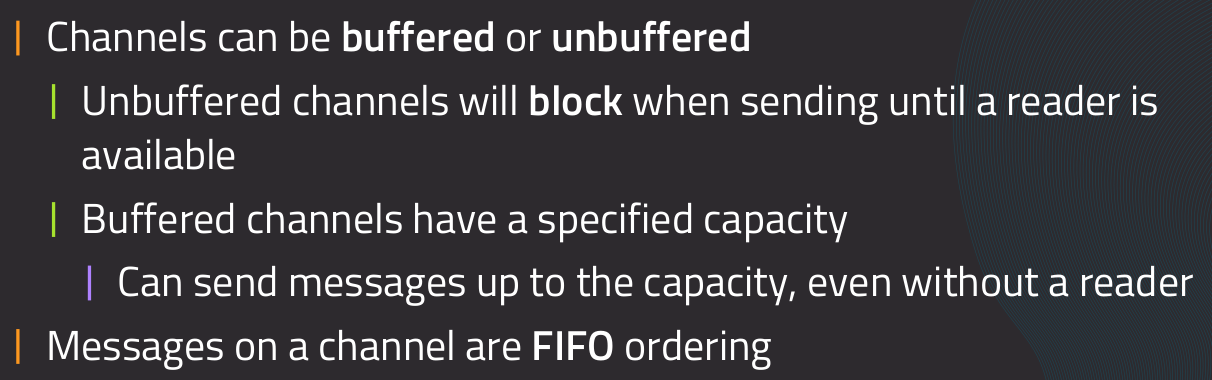 Channels can be buffered or unbuffered
Unbuffered channels will block when sending until a reader is
available
Buffered channels have a specified capacity
Can send messages up to the capacity, even without a reader
Messages on a channel are FIFO ordering